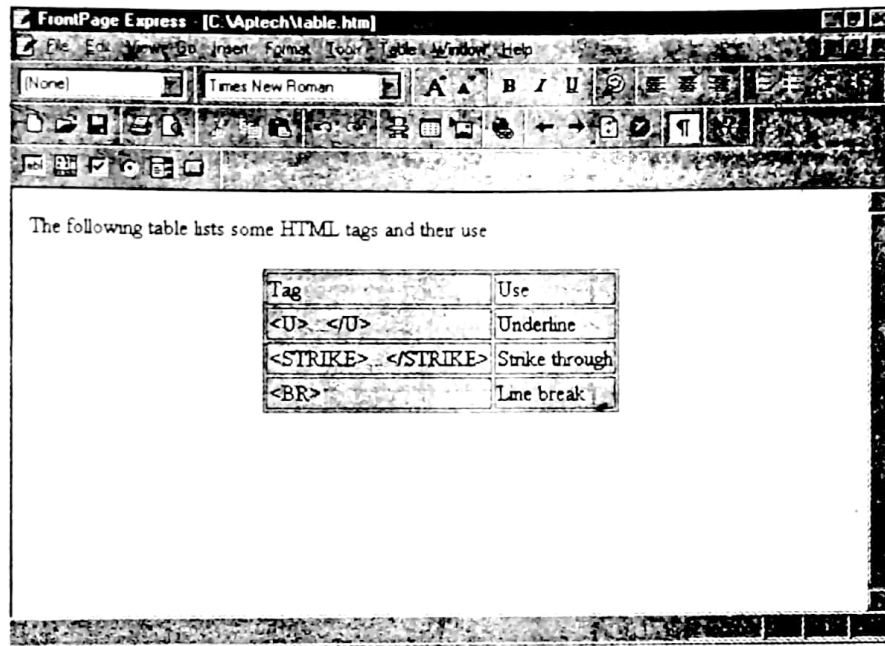 FrontPage Express - [C:\Aptech\table.htm]
File Edit View Go Insert Format Tools Table Window Help
(None) Times New Roman A A B I U
abl
The following table lists some HTML tags and their use
Tag Use
<U>...</U> Underline
<STRIKE>...</STRIKE> Strike through
<BR> Line break